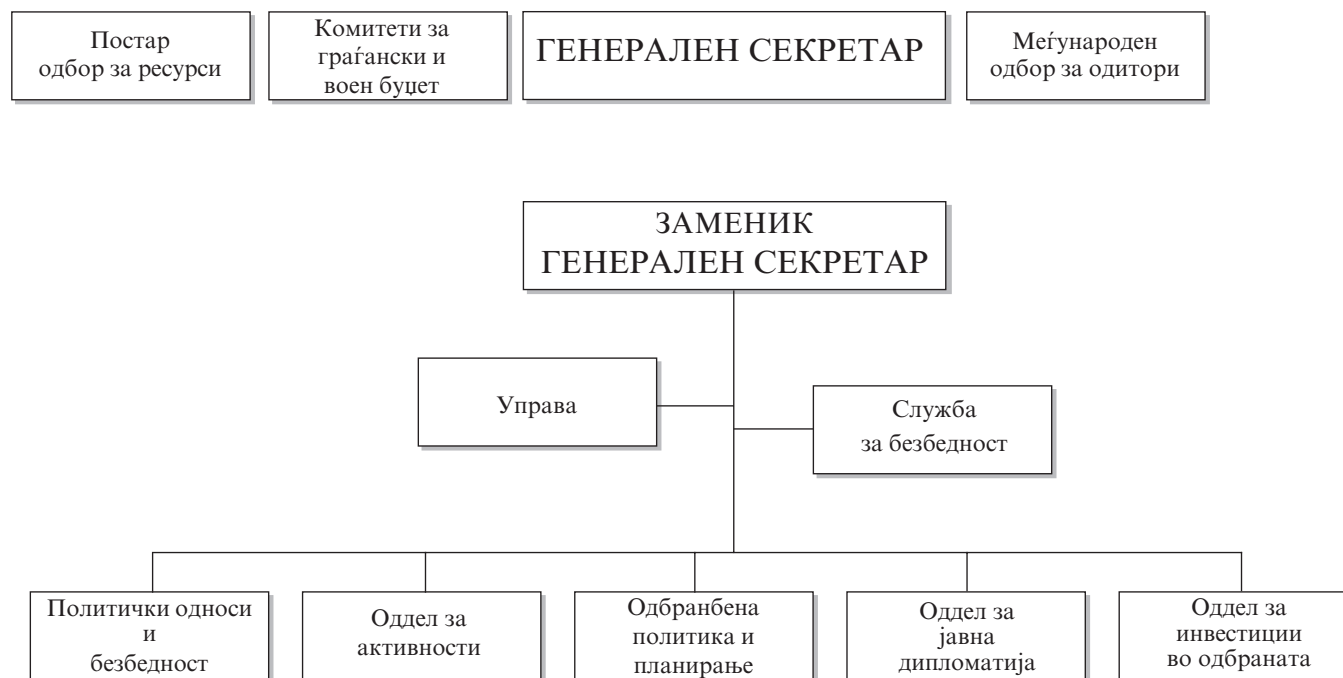 Постар
одбор за ресурси
Комитети за
граѓански и
воен буџет
ГЕНЕРАЛЕН СЕКРЕТАР
Меѓународен
одбор за одитори
ЗАМЕНИК
ГЕНЕРАЛЕН СЕКРЕТАР
Управа
Служба
за безбедност
Политички односи
и
безбедност
Оддел за
активности
Одбранбена
политика и
планирање
Оддел за
јавна
дипломатија
Оддел за
инвестиции
во одбраната